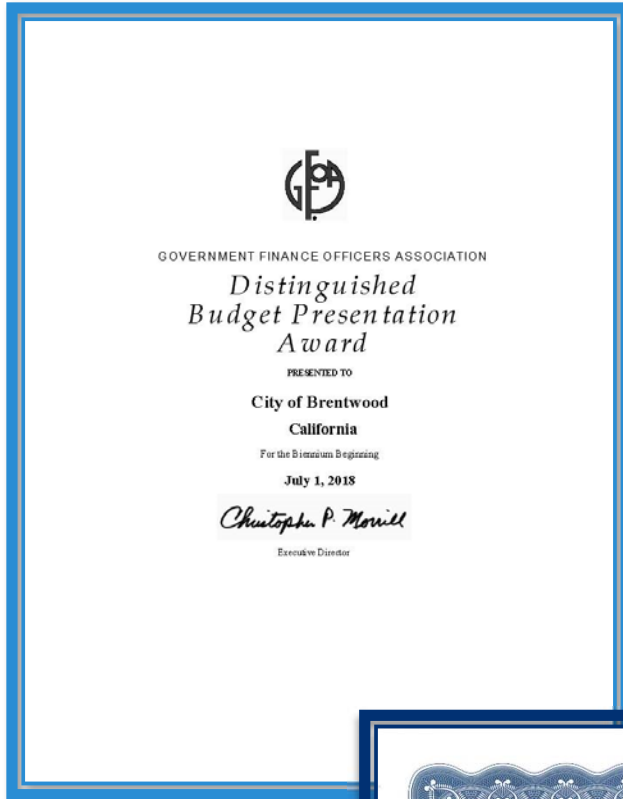 GFOA
GOVERNMENT FINANCE OFFICERS ASSOCIATION
Distinguished
Budget Presentation
Award
PRESENTED TO
City of Brentwood
California
For the Biennium Beginning
July 1, 2018
Christopher P. Morrill
Executive Director